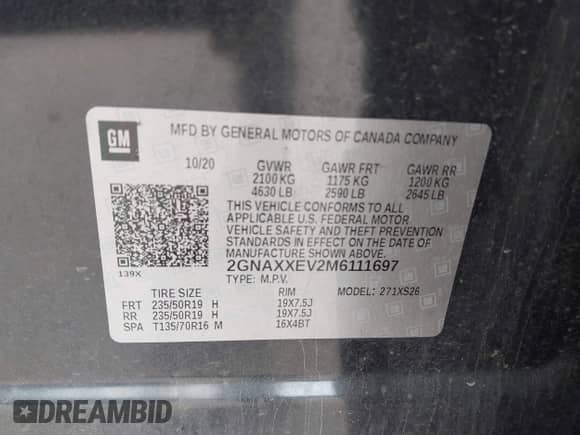 GM
MFD BY GENERAL MOTORS OF CANADA COMPANY
10/20 GVWR GAWR FRT GAWR RR
2100 KG 1175 KG 1200 KG
4630 LB 2590 LB 2645 LB
THIS VEHICLE CONFORMS TO ALL
APPLICABLE U.S. FEDERAL MOTOR
VEHICLE SAFETY AND THEFT PREVENTION
STANDARDS IN EFFECT ON THE DATE OF
MANUFACTURE SHOWN ABOVE.
139X 2GNAXXEV2M6111697
TYPE: M.P.V. MODEL: 271XS26
TIRE SIZE RIM
FRT 235/50R19 H 19X7.5J
RR 235/50R19 H 19X7.5J
SPA T135/70R16 M 16X4BT
DREAMBID